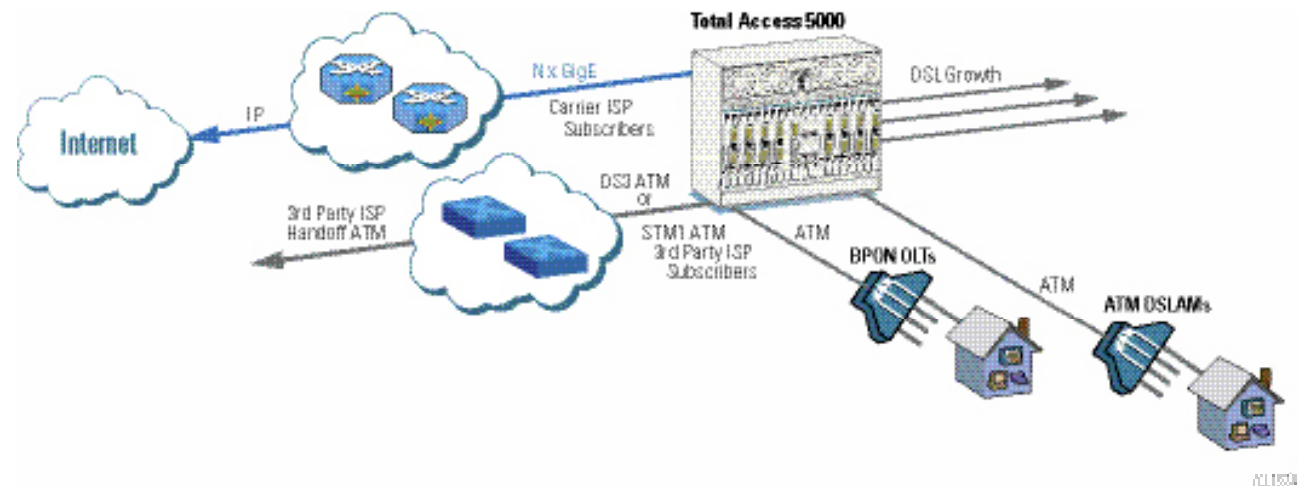 Total Access 5000
N x GigE
DSL Growth
Carrier ISP
Subscribers
IP
Internet
DS3 ATM
or
3rd Party ISP
Handoff ATM
STM1 ATM
3rd Party ISP
Subscribers
ATM
BPON OLTs
ATM
ATM DSLAMs